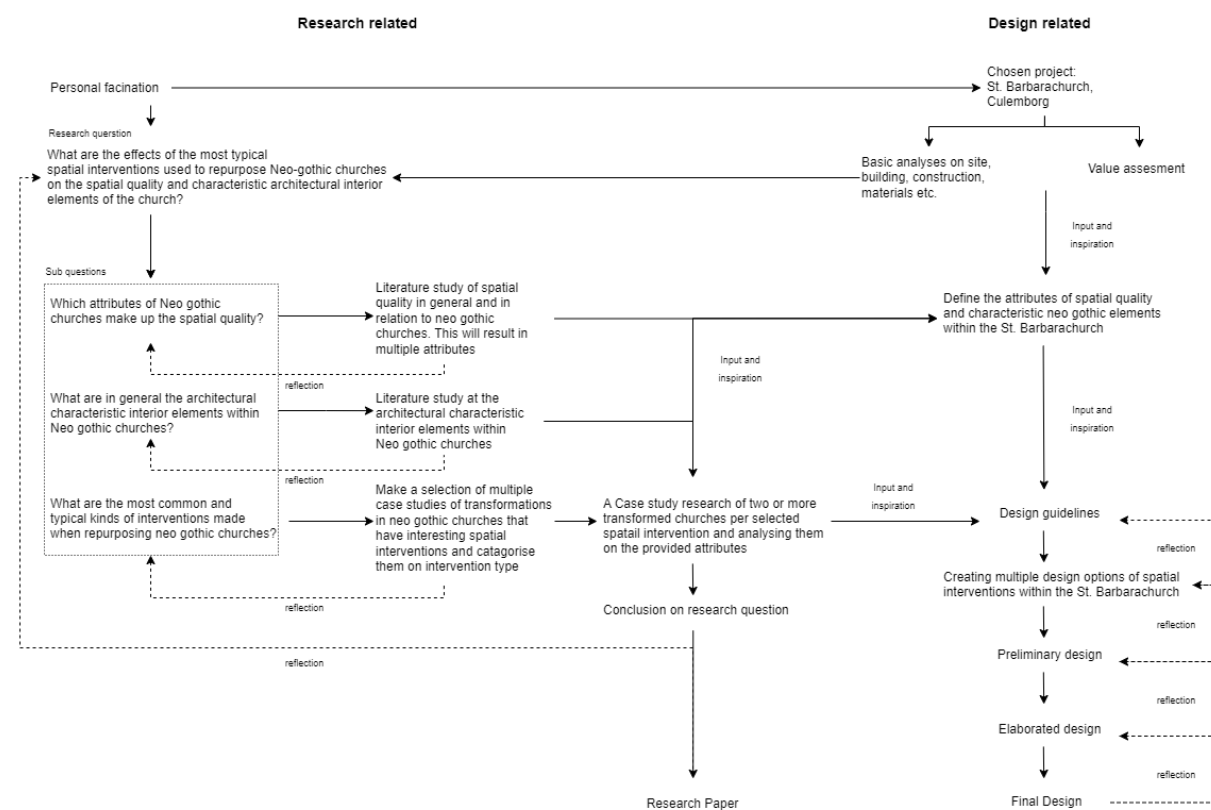 Research related
Design related
Personal facination
Chosen project:
St. Barbarachurch,
Culemborg
Research querstion
What are the effects of the most typical
spatial interventions used to repurpose Neo-gothic churches
on the spatial quality and characteristic architectural interior
elements of the church?
Basic analyses on site,
building, construction,
materials etc.
Value assesment
Input and
inspiration
Sub questions
Which attributes of Neo gothic
churches make up the spatial quality?
Literature study of spatial
quality in general and in
relation to neo gothic
churches. This will result in
multiple attributes
Define the attributes of spatial quality
and characteristic neo gothic elements
within the St. Barbarachurch
reflection
Input and
inspiration
What are in general the architectural
characteristic interior elements within
Neo gothic churches?
Literature study at the
architectural characteristic
interior elements within
Neo gothic churches
Input and
inspiration
reflection
What are the most common and
typical kinds of interventions made
when repurposing neo gothic churches?
Make a selection of multiple
case studies of transformations
in neo gothic churches that
have interesting spatial
interventions and catagorise
them on intervention type
A Case study research of two or more
transformed churches per selected
spatail intervention and analysing them
on the provided attributes
Input and
inspiration
Design guidelines
reflection
reflection
Creating multiple design options of spatial
interventions within the St. Barbarachurch
Conclusion on research question
reflection
reflection
Preliminary design
reflection
Elaborated design
reflection
Research Paper
Final Design